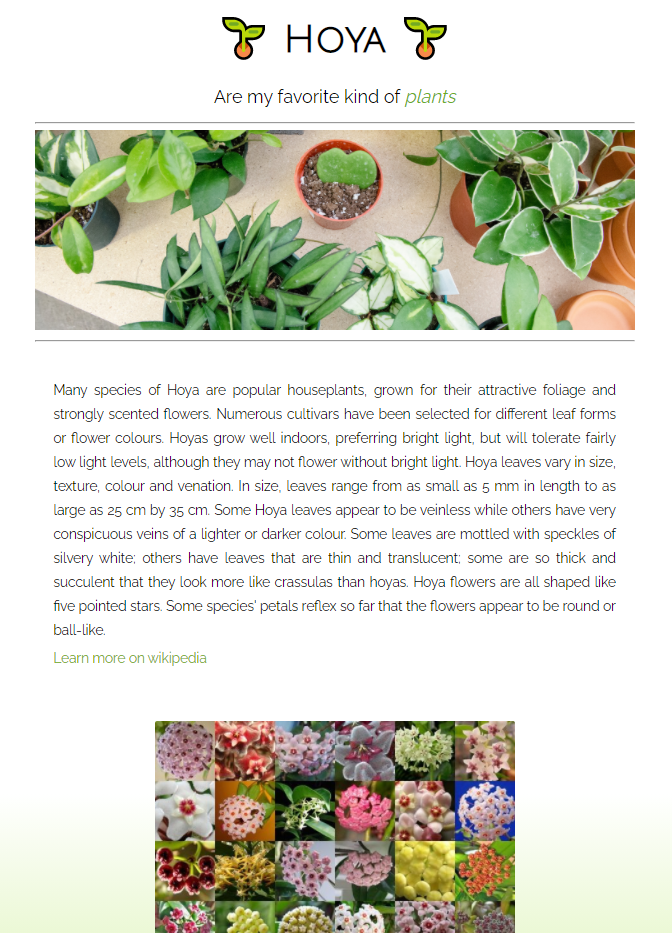 HOYA
Are my favorite kind of plants
Many species of Hoya are popular houseplants, grown for their attractive foliage and
strongly scented flowers. Numerous cultivars have been selected for different leaf forms
or flower colours. Hoyas grow well indoors, preferring bright light, but will tolerate fairly
low light levels, although they may not flower without bright light. Hoya leaves vary in size,
texture, colour and venation. In size, leaves range from as small as 5 mm in length to as
large as 25 cm by 35 cm. Some Hoya leaves appear to be veinless while others have very
conspicuous veins of a lighter or darker colour. Some leaves are mottled with speckles of
silvery white; others have leaves that are thin and translucent; some are so thick and
succulent that they look more like crassulas than hoyas. Hoya flowers are all shaped like
five pointed stars. Some species' petals reflex so far that the flowers appear to be round or
ball-like.
Learn more on wikipedia